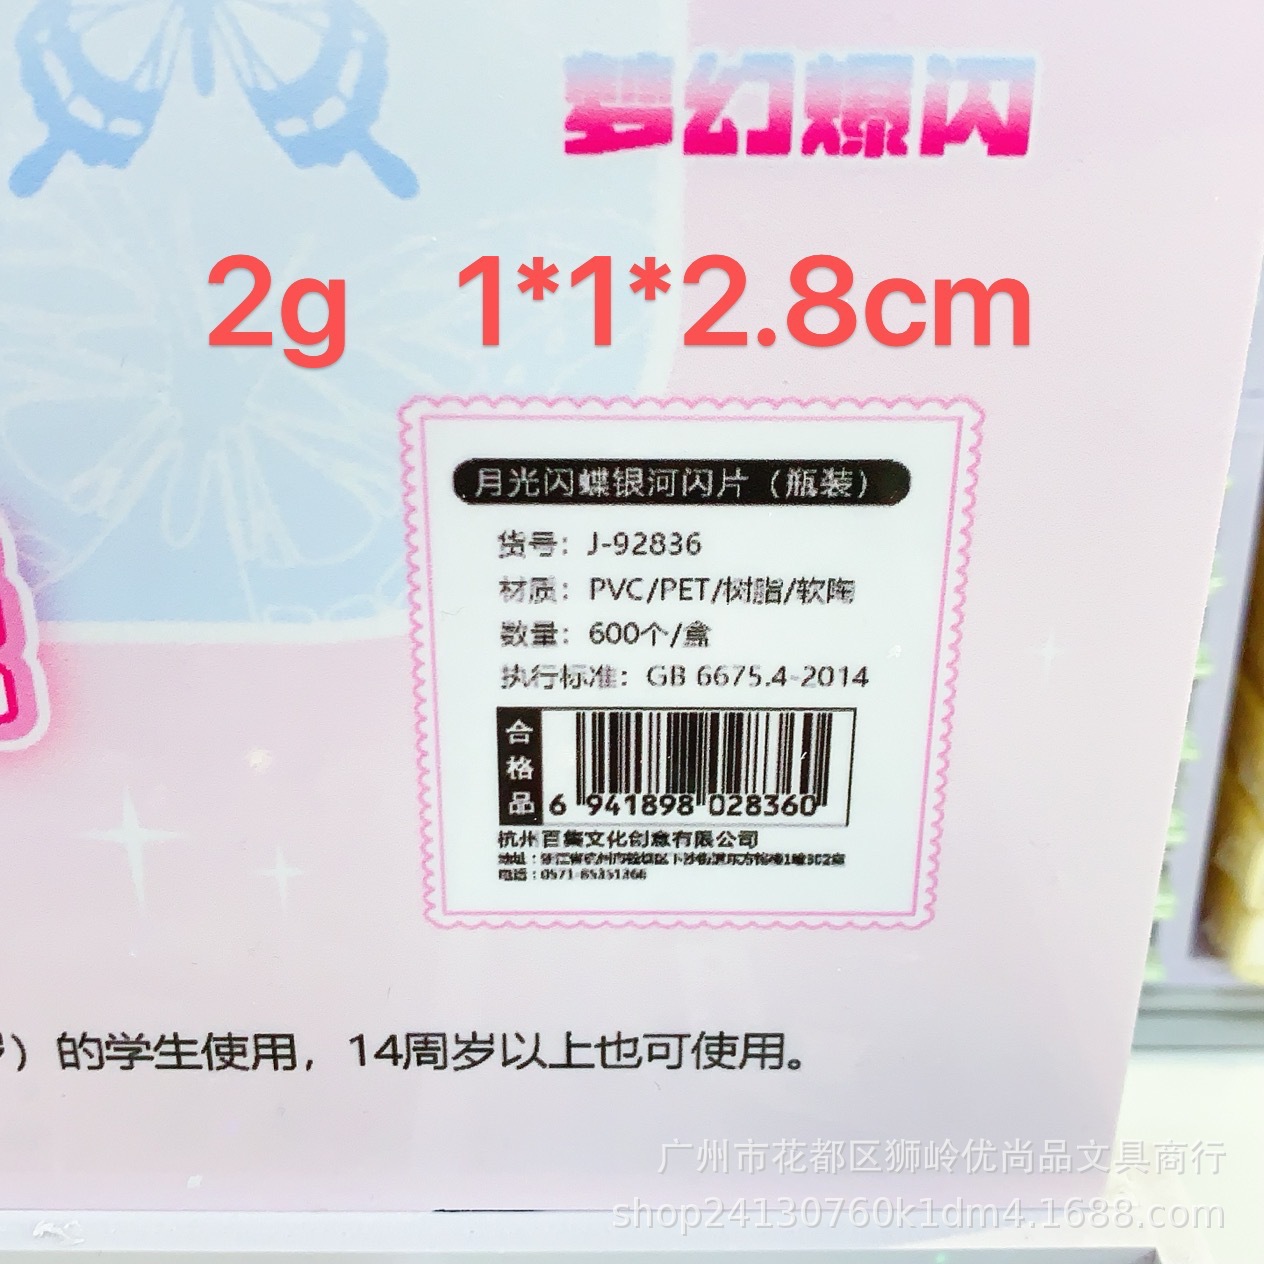 梦幻爆闪
2g 1*1*2.8cm
月光闪蝶银河闪片（瓶装）
货号：J-92836
材质：PVC/PET/树脂/软陶
数量：600个/盒
执行标准：GB 6675.4-2014
合格品
6 941898 028360
杭州百集文化创意有限公司
电话：0571-85351366
）的学生使用，14周岁以上也可使用。
广州市花都区狮岭优尚品文具商行
shop24130760k1dm4.1688.com